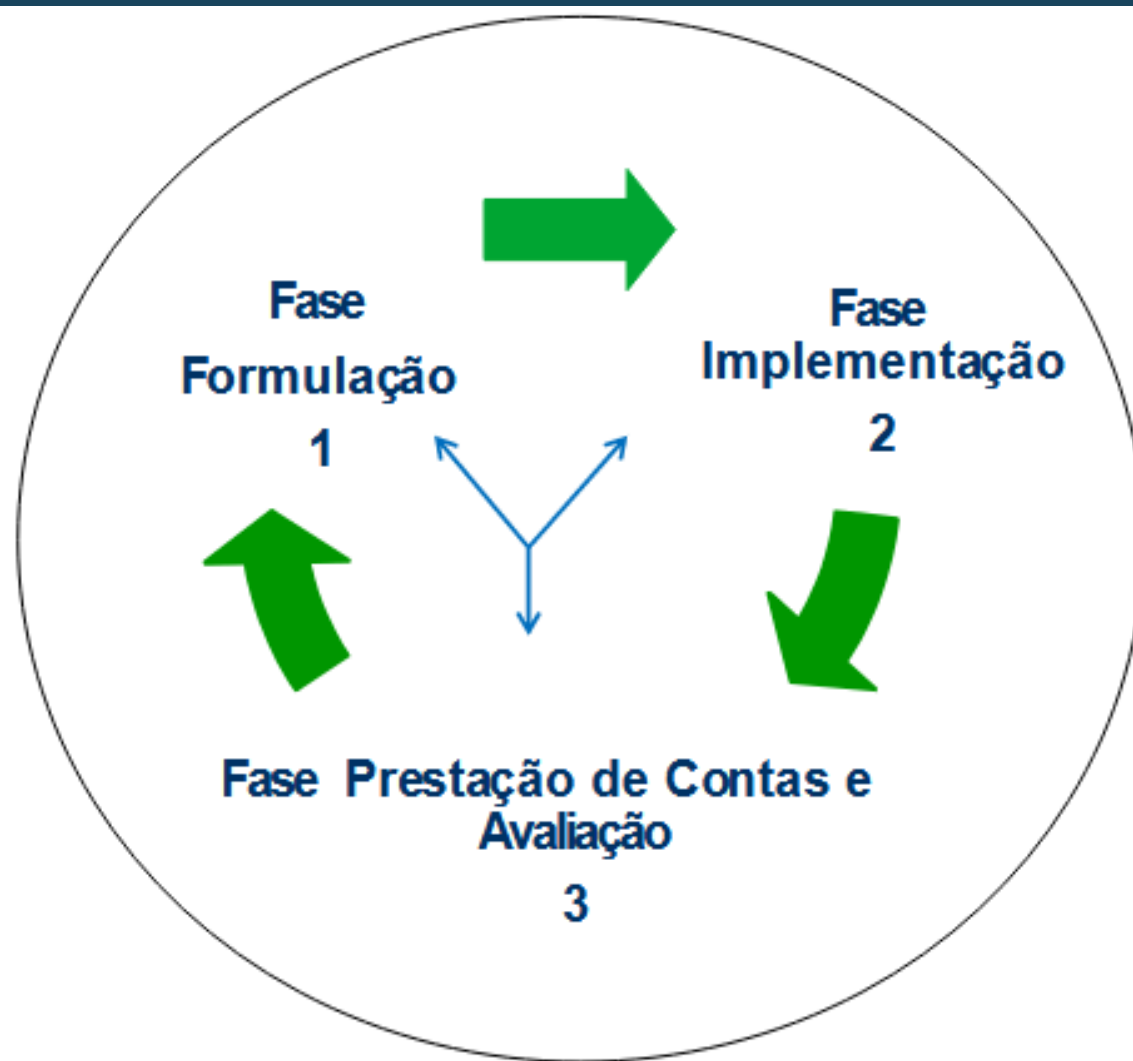 Fase
Formulação
1
Fase
Implementação
2
Fase Prestação de Contas e
Avaliação
3